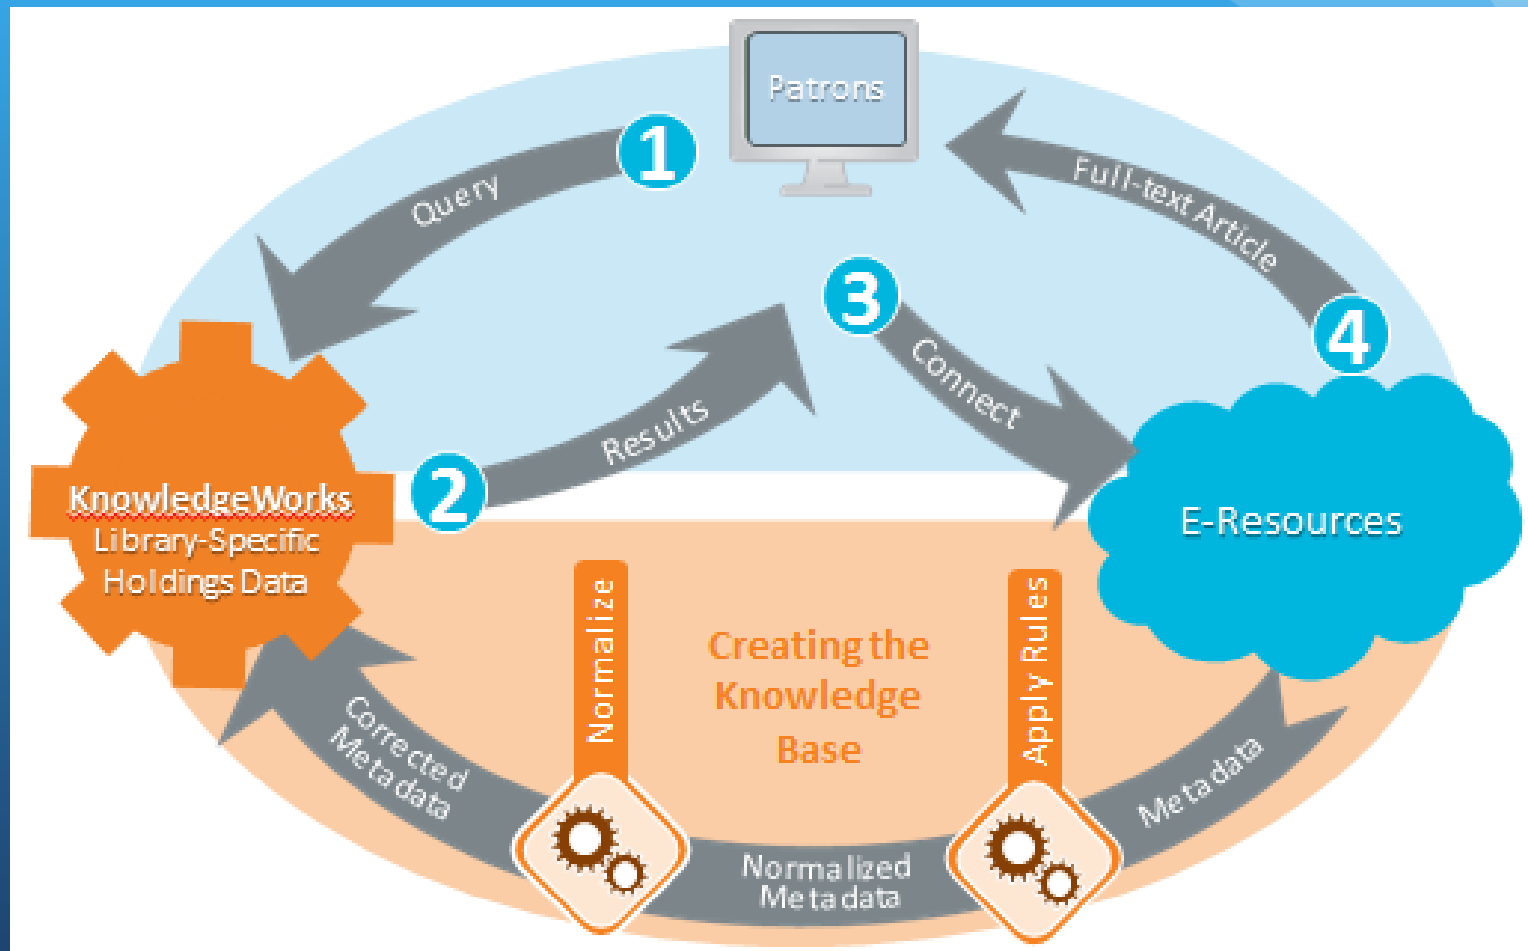 Patrons
1
Query
Full-text Article
3
4
Connect
Results
2
KnowledgeWorks
Library-Specific
Holdings Data
E-Resources
Normalize
Creating the
Knowledge
Base
Apply Rules
Corrected
Metadata
Normalized
Metadata
Metadata